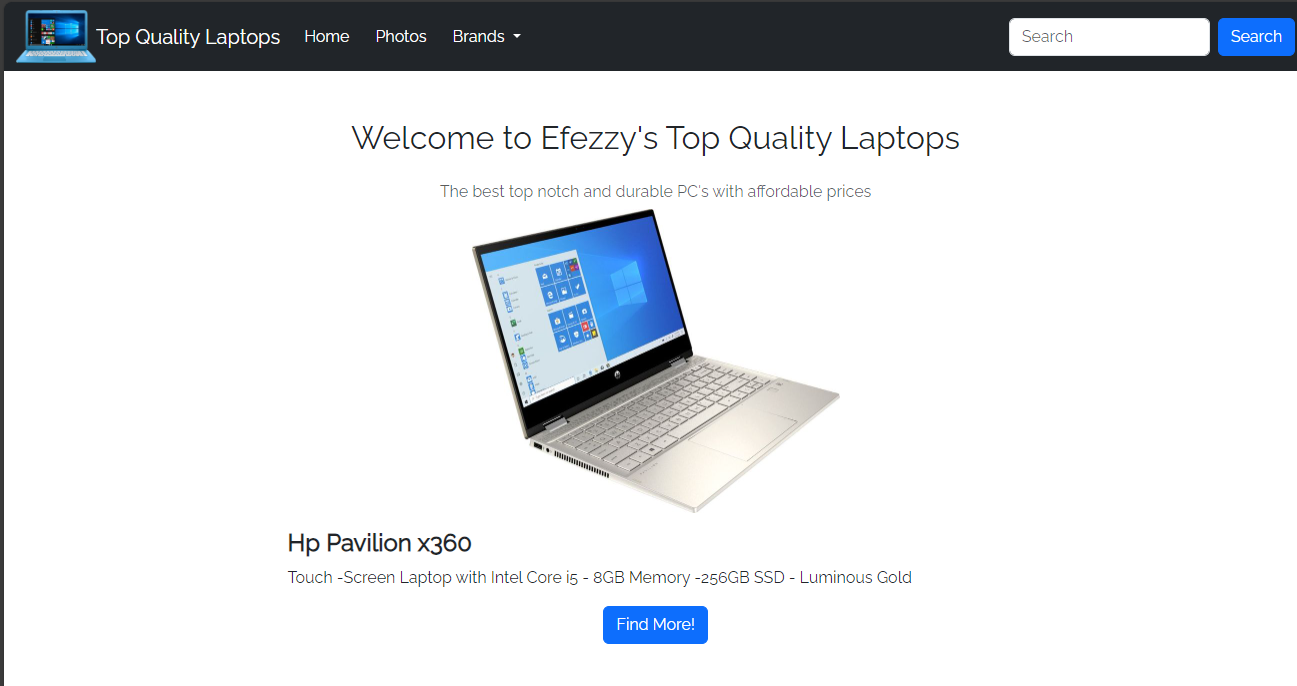 Top Quality Laptops Home Photos Brands Search Search
Welcome to Efezzy's Top Quality Laptops
The best top notch and durable PC's with affordable prices
Hp Pavilion x360
Touch -Screen Laptop with Intel Core i5 - 8GB Memory -256GB SSD - Luminous Gold
Find More!